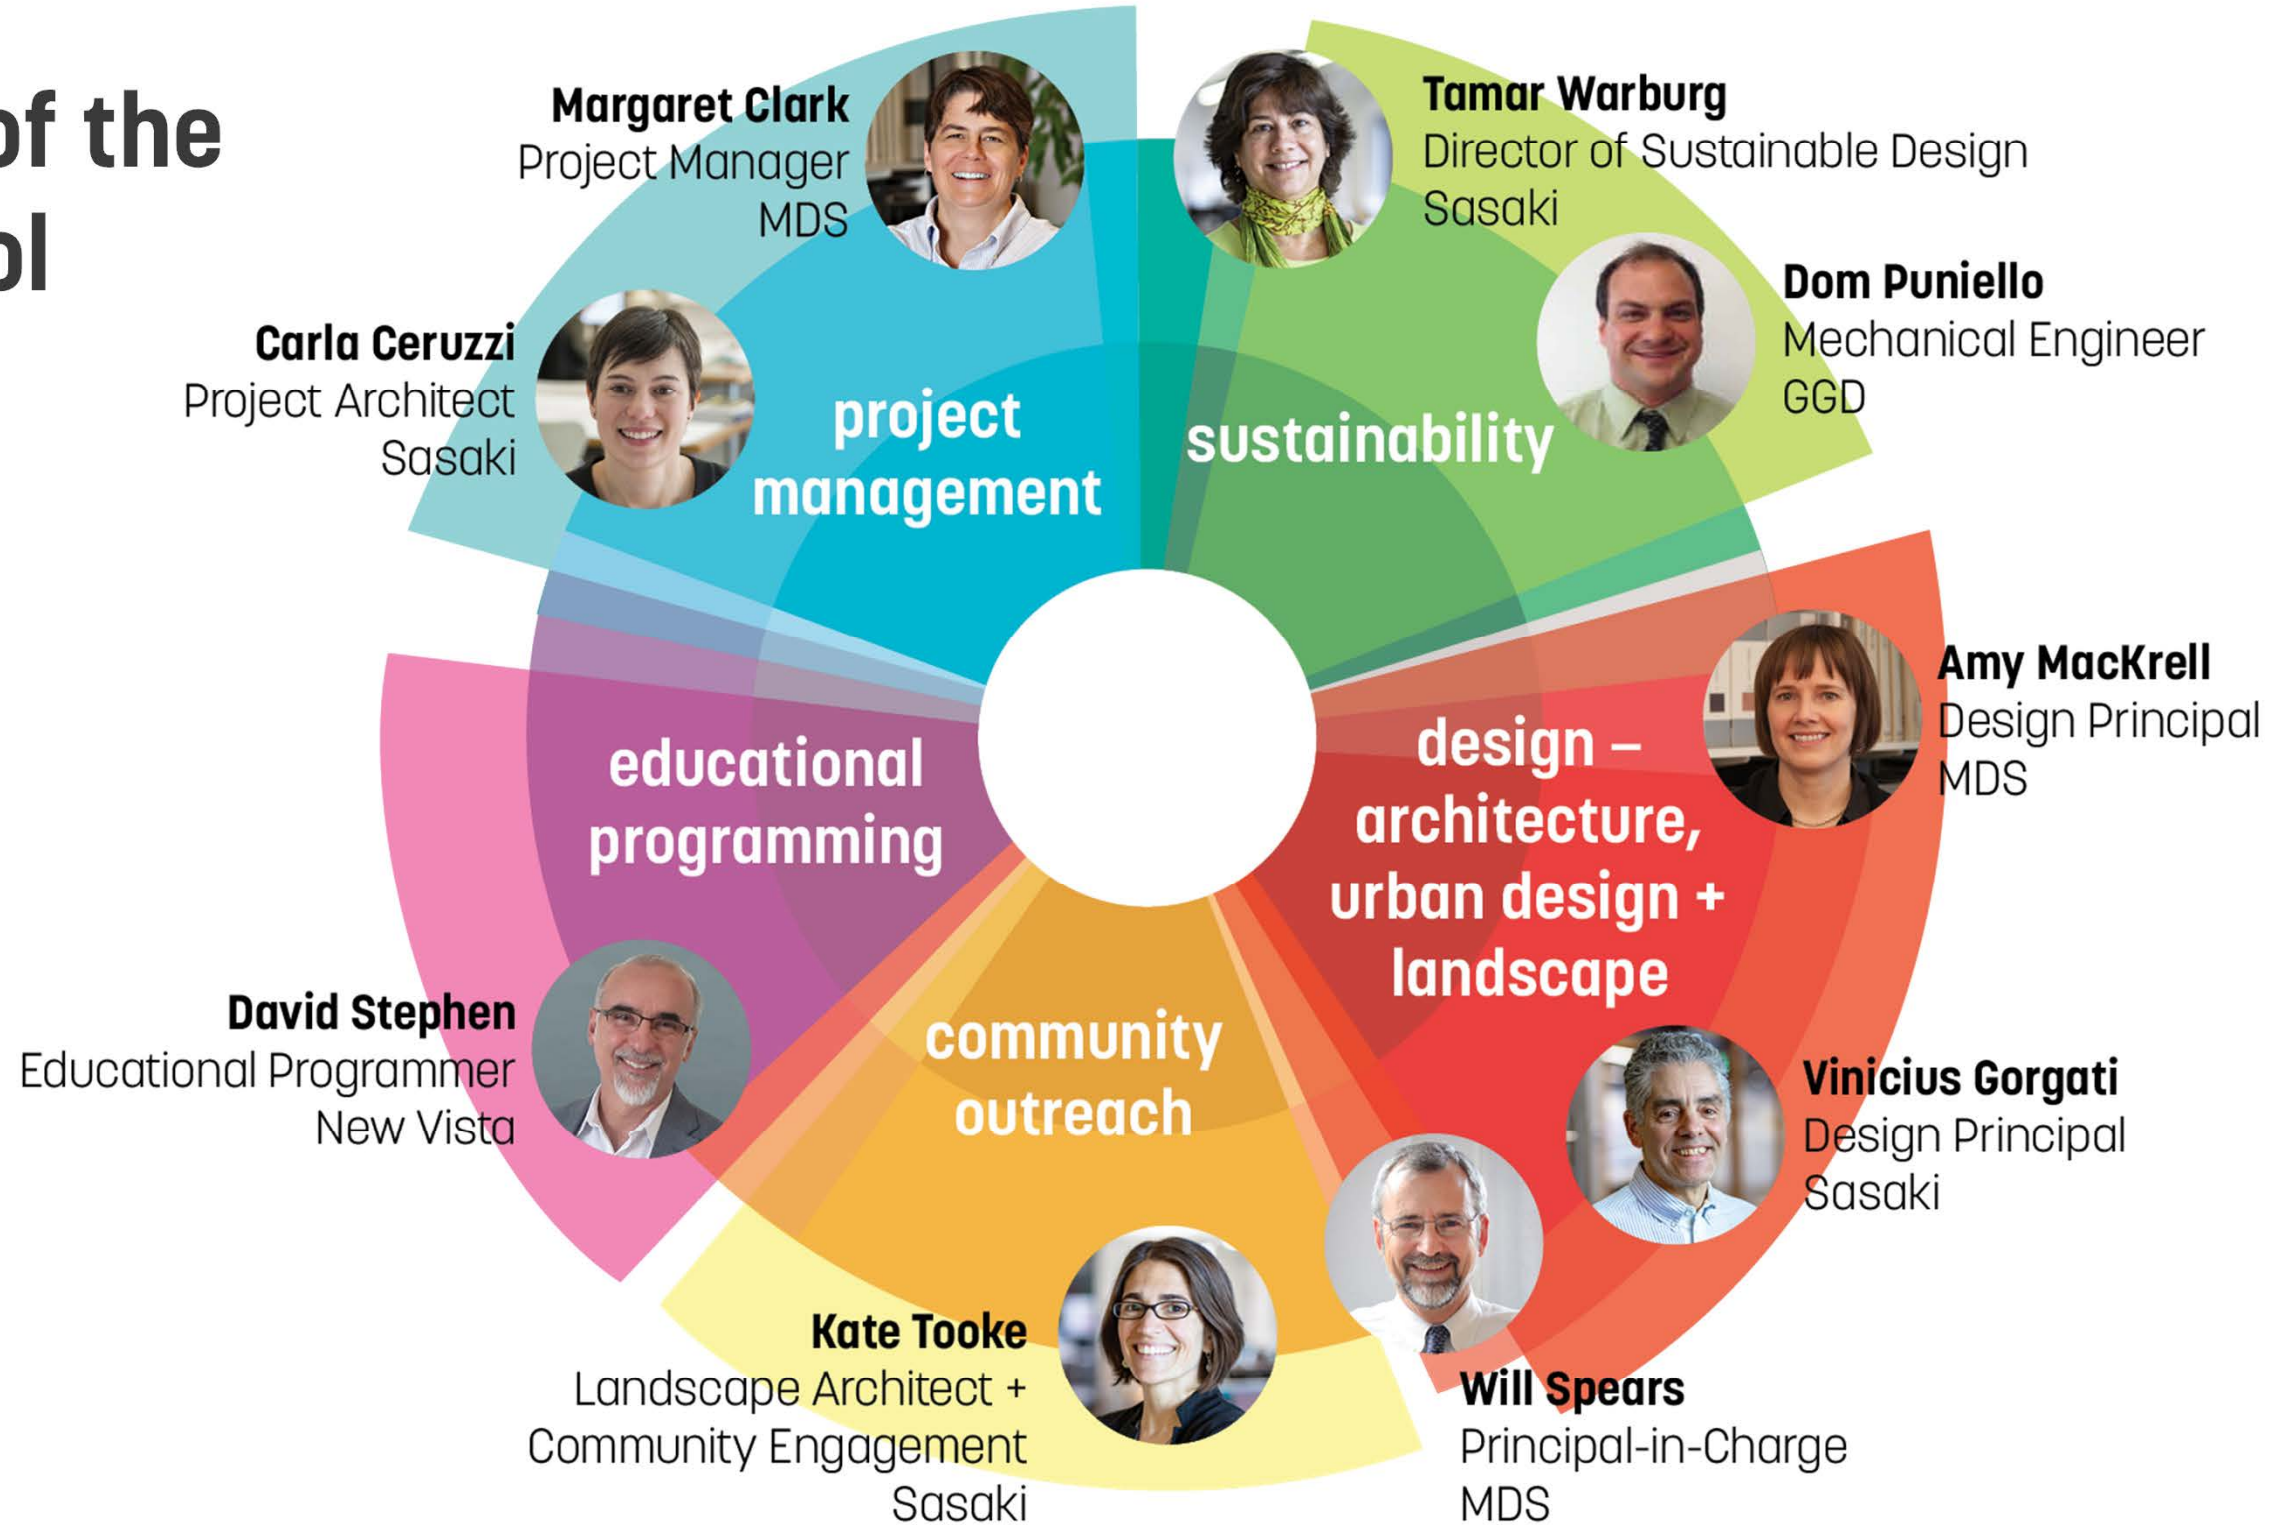 of the
ol
Margaret Clark
Project Manager
MDS
Tamar Warburg
Director of Sustainable Design
Sasaki
Dom Puniello
Mechanical Engineer
GGD
Carla Ceruzzi
Project Architect
Sasaki
project
management
sustainability
Amy MacKrell
Design Principal
MDS
educational
programming
design –
architecture,
urban design +
landscape
David Stephen
Educational Programmer
New Vista
community
outreach
Vinicius Gorgati
Design Principal
Sasaki
Kate Tooke
Landscape Architect +
Community Engagement
Sasaki
Will Spears
Principal-in-Charge
MDS